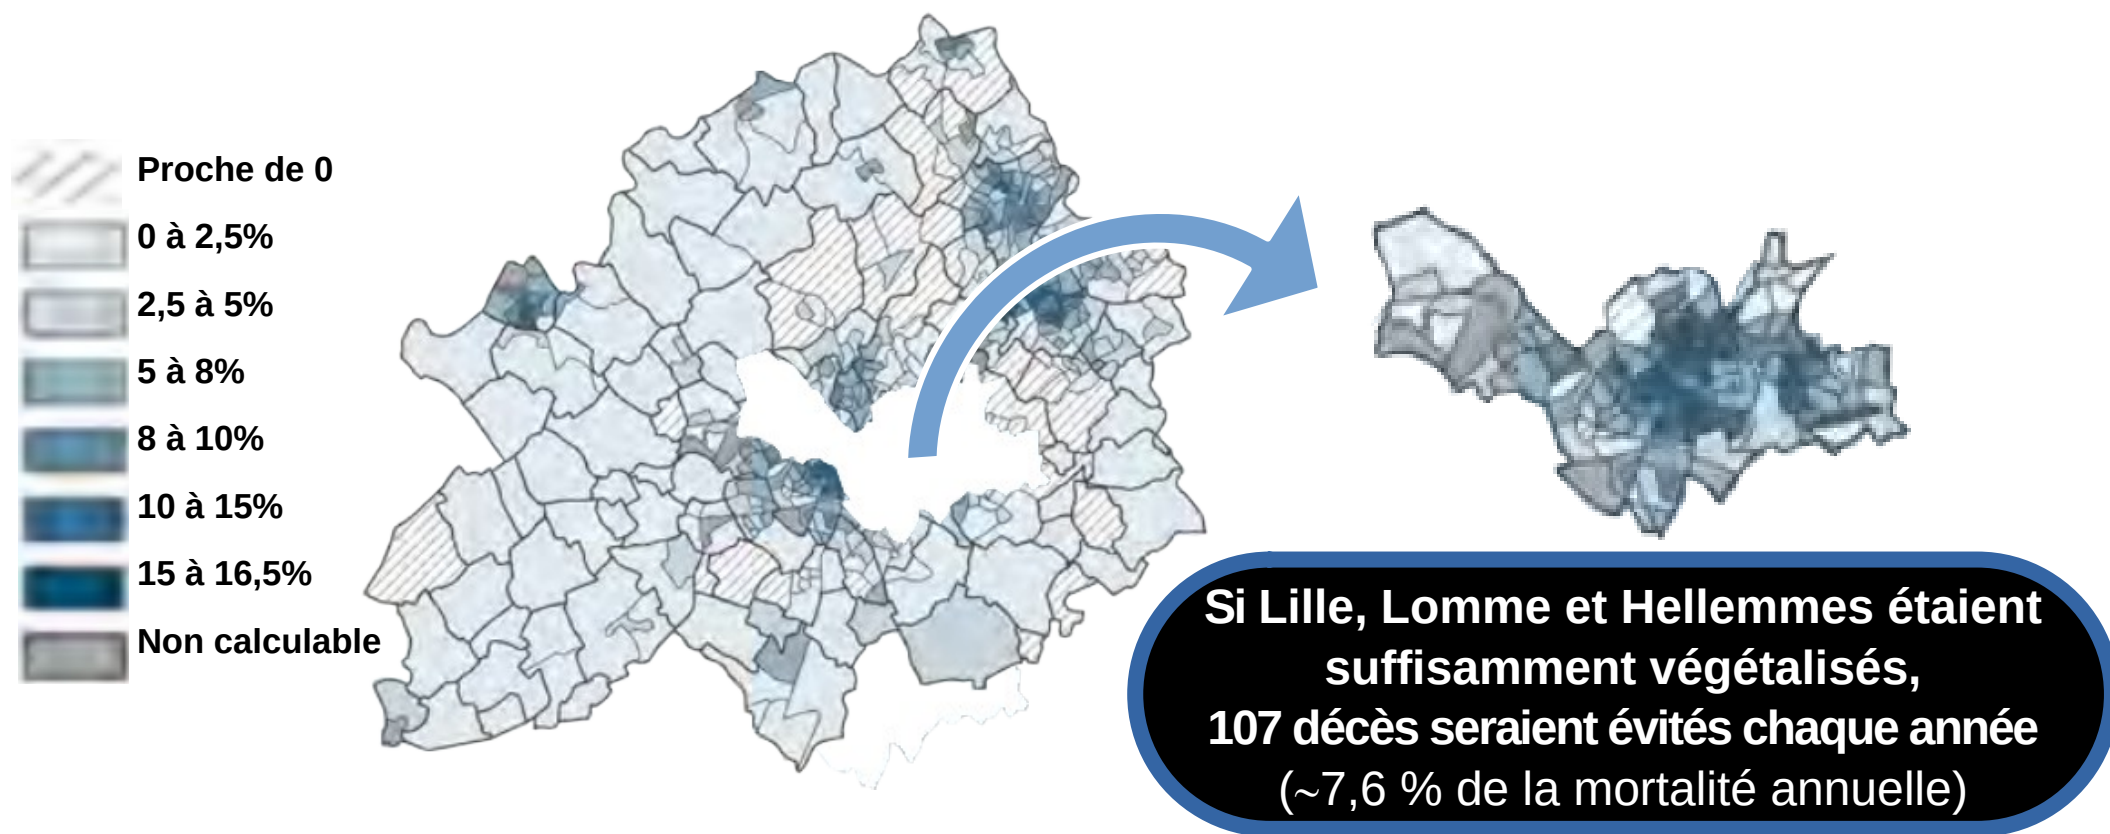 Proche de 0
0 à 2,5%
2,5 à 5%
5 à 8%
8 à 10%
10 à 15%
15 à 16,5%
Non calculable
Si Lille, Lomme et Hellemmes étaient
suffisamment végétalisés,
107 décès seraient évités chaque année
(~7,6 % de la mortalité annuelle)